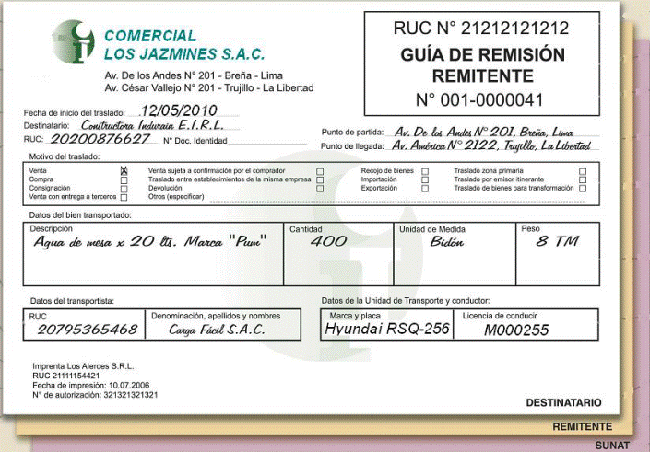 COMERCIAL
LOS JAZMINES S.A.C.
Av. De los Andes N° 201 - Breña - Lima
Av. César Vallejo N° 201 - Trujillo - La Libertad
RUC N° 21212121212
GUÍA DE REMISIÓN
REMITENTE
N° 001-0000041
Fecha de inicio del traslado 12/05/2010
Destinatario: Constructora Indurain E.I.R.L.
RUC: 20200876627 N° Dec. identidad
Punto de partida: Av. De los Andes N° 201, Breña, Lima
Punto de llegada: Av. América N° 2122, Trujillo, La Libertad
Motivo del traslado:
Venta X Venta sujeta a confirmación por el comprador Recojo de bienes Traslado zona primaria
Compra Traslado entre establecimientos de la misma empresa Importación Traslado por emisor itinerante
Consignacion Devolución Exportación Traslado de bienes para transformación
Venta con entrega a terceros Otros (especificar)
Datos del bien transportado:
Descripción Cantidad Unidad de Medida Peso
Agua de mesa x 20 lts. Marca "Pum" 400 Bidón 8 TM
Datos del transportista:
RUC Denominación, apellidos y nombres
20795365468 Carga Fácil S.A.C.
Datos de la Unidad de Transporte y conductor:
Marca y placa Licencia de conducir
Hyundai RSQ-256 M000255
Imprenta Los Alerces S.R.L.
RUC 21111154421
Fecha de impresión: 10.07.2006
N° de autorización: 321321321321
DESTINATARIO
REMITENTE
SUNAT